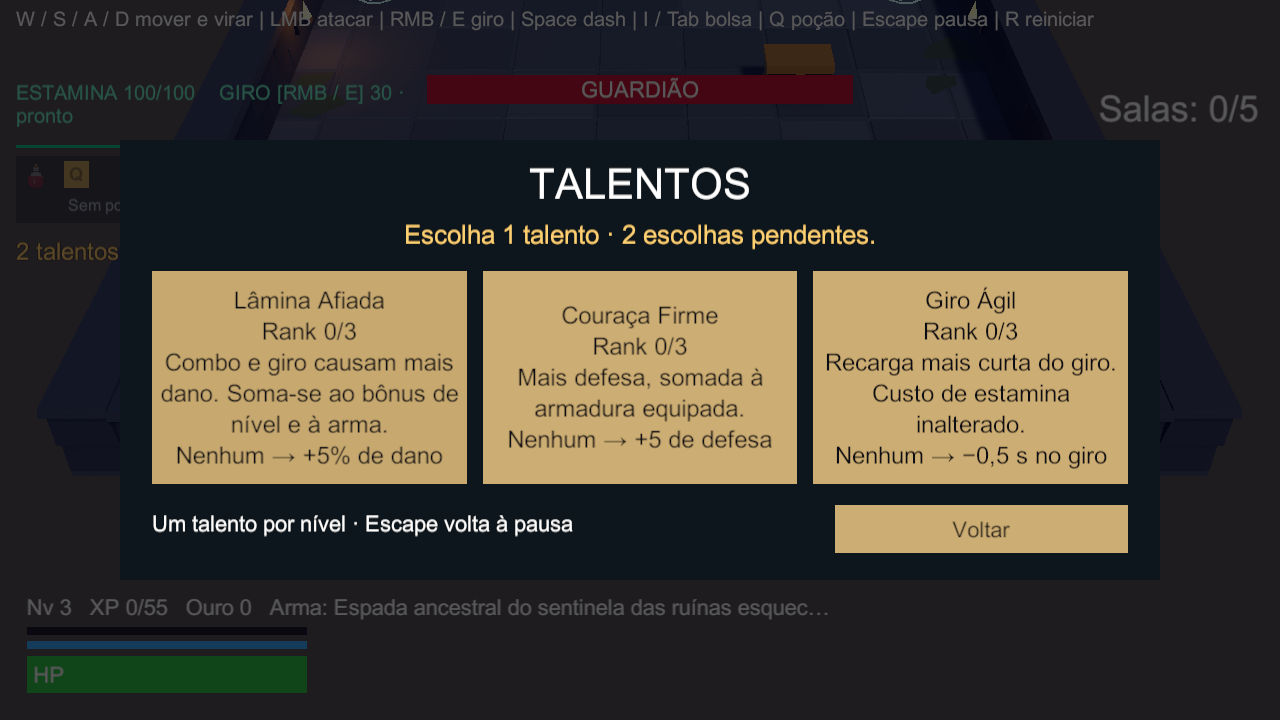 W / S / A / D mover e virar | LMB atacar | RMB / E giro | Space dash | I / Tab bolsa | Q poção | Escape pausa | R reiniciar
ESTAMINA 100/100 GIRO [RMB / E] 30 ·
pronto
GUARDIÃO
Salas: 0/5
Q
Sem
2 talentos
TALENTOS
Escolha 1 talento · 2 escolhas pendentes.
Lâmina Afiada
Rank 0/3
Combo e giro causam mais
dano. Soma-se ao bônus de
nível e à arma.
Nenhum → +5% de dano
Couraça Firme
Rank 0/3
Mais defesa, somada à
armadura equipada.
Nenhum → +5 de defesa
Giro Ágil
Rank 0/3
Recarga mais curta do giro.
Custo de estamina
inalterado.
Nenhum → −0,5 s no giro
Um talento por nível · Escape volta à pausa
Voltar
Nv 3 XP 0/55 Ouro 0 Arma: Espada ancestral do sentinela das ruínas esquec…
HP